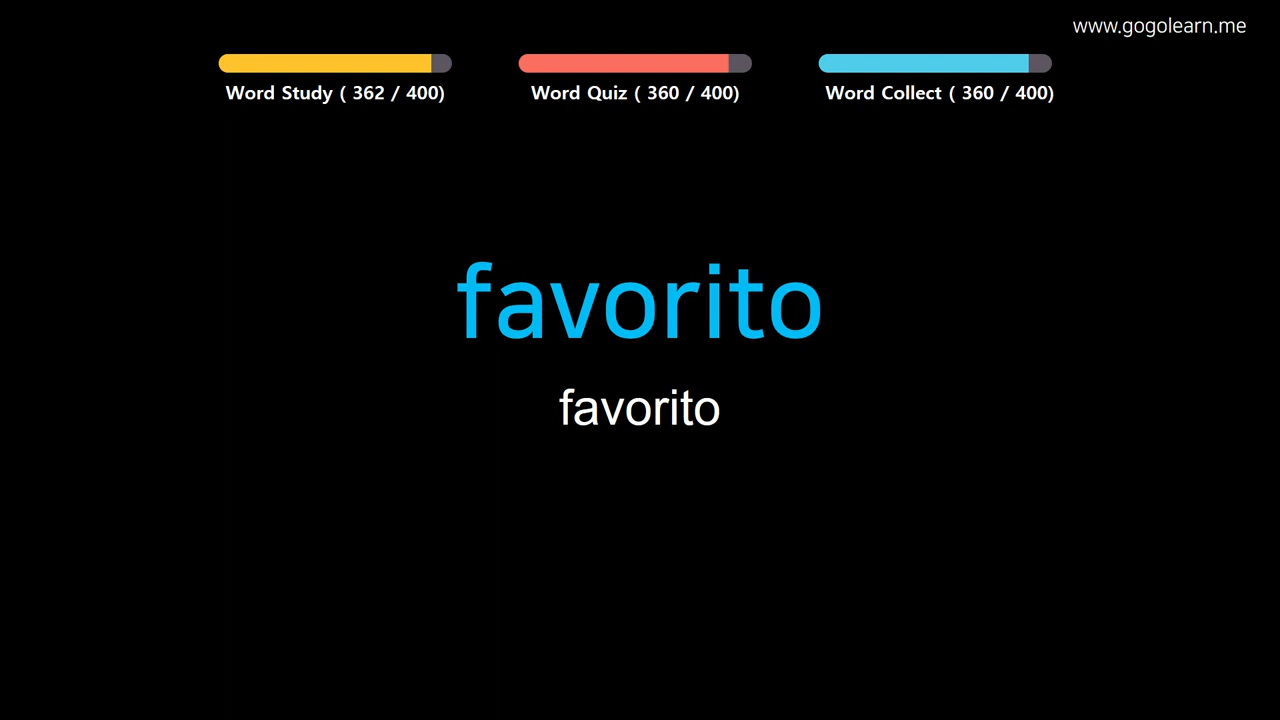 www.gogolearn.me
Word Study ( 362 / 400)
Word Quiz ( 360 / 400)
Word Collect ( 360 / 400)
favorito
favorito